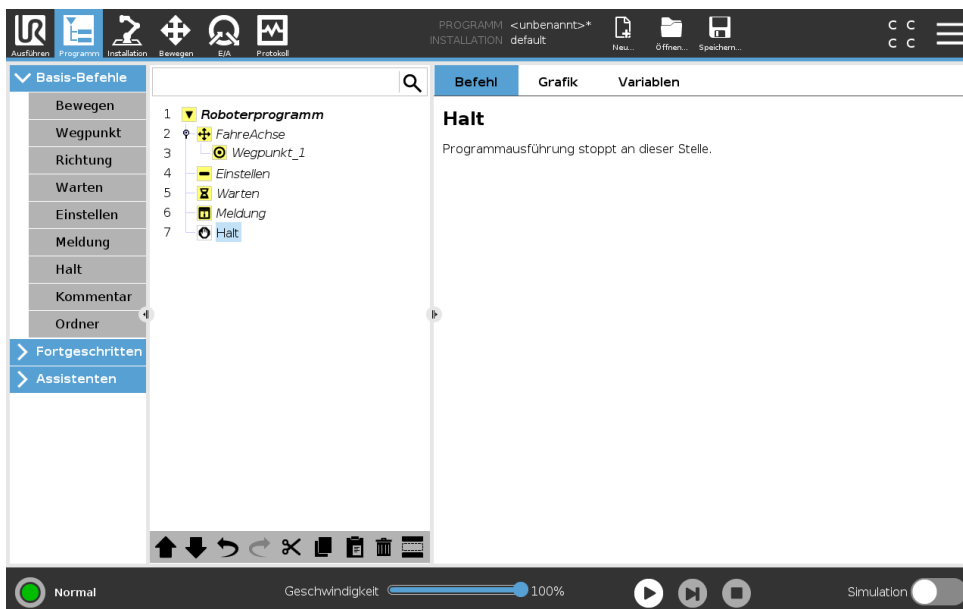 UR
PROGRAMM <unbenannt>*
INSTALLATION default
Ausführen Programm Installation Bewegen E/A Protokoll
Neu... Öffnen... Speichern...
C C
C C
Basis-Befehle
Bewegen
Wegpunkt
Richtung
Warten
Einstellen
Meldung
Halt
Kommentar
Ordner
Fortgeschritten
Assistenten
1 Roboterprogramm
2 FahreAchse
3 Wegpunkt_1
4 Einstellen
5 Warten
6 Meldung
7 Halt
Befehl Grafik Variablen
Halt
Programmausführung stoppt an dieser Stelle.
Normal
Geschwindigkeit 100%
Simulation